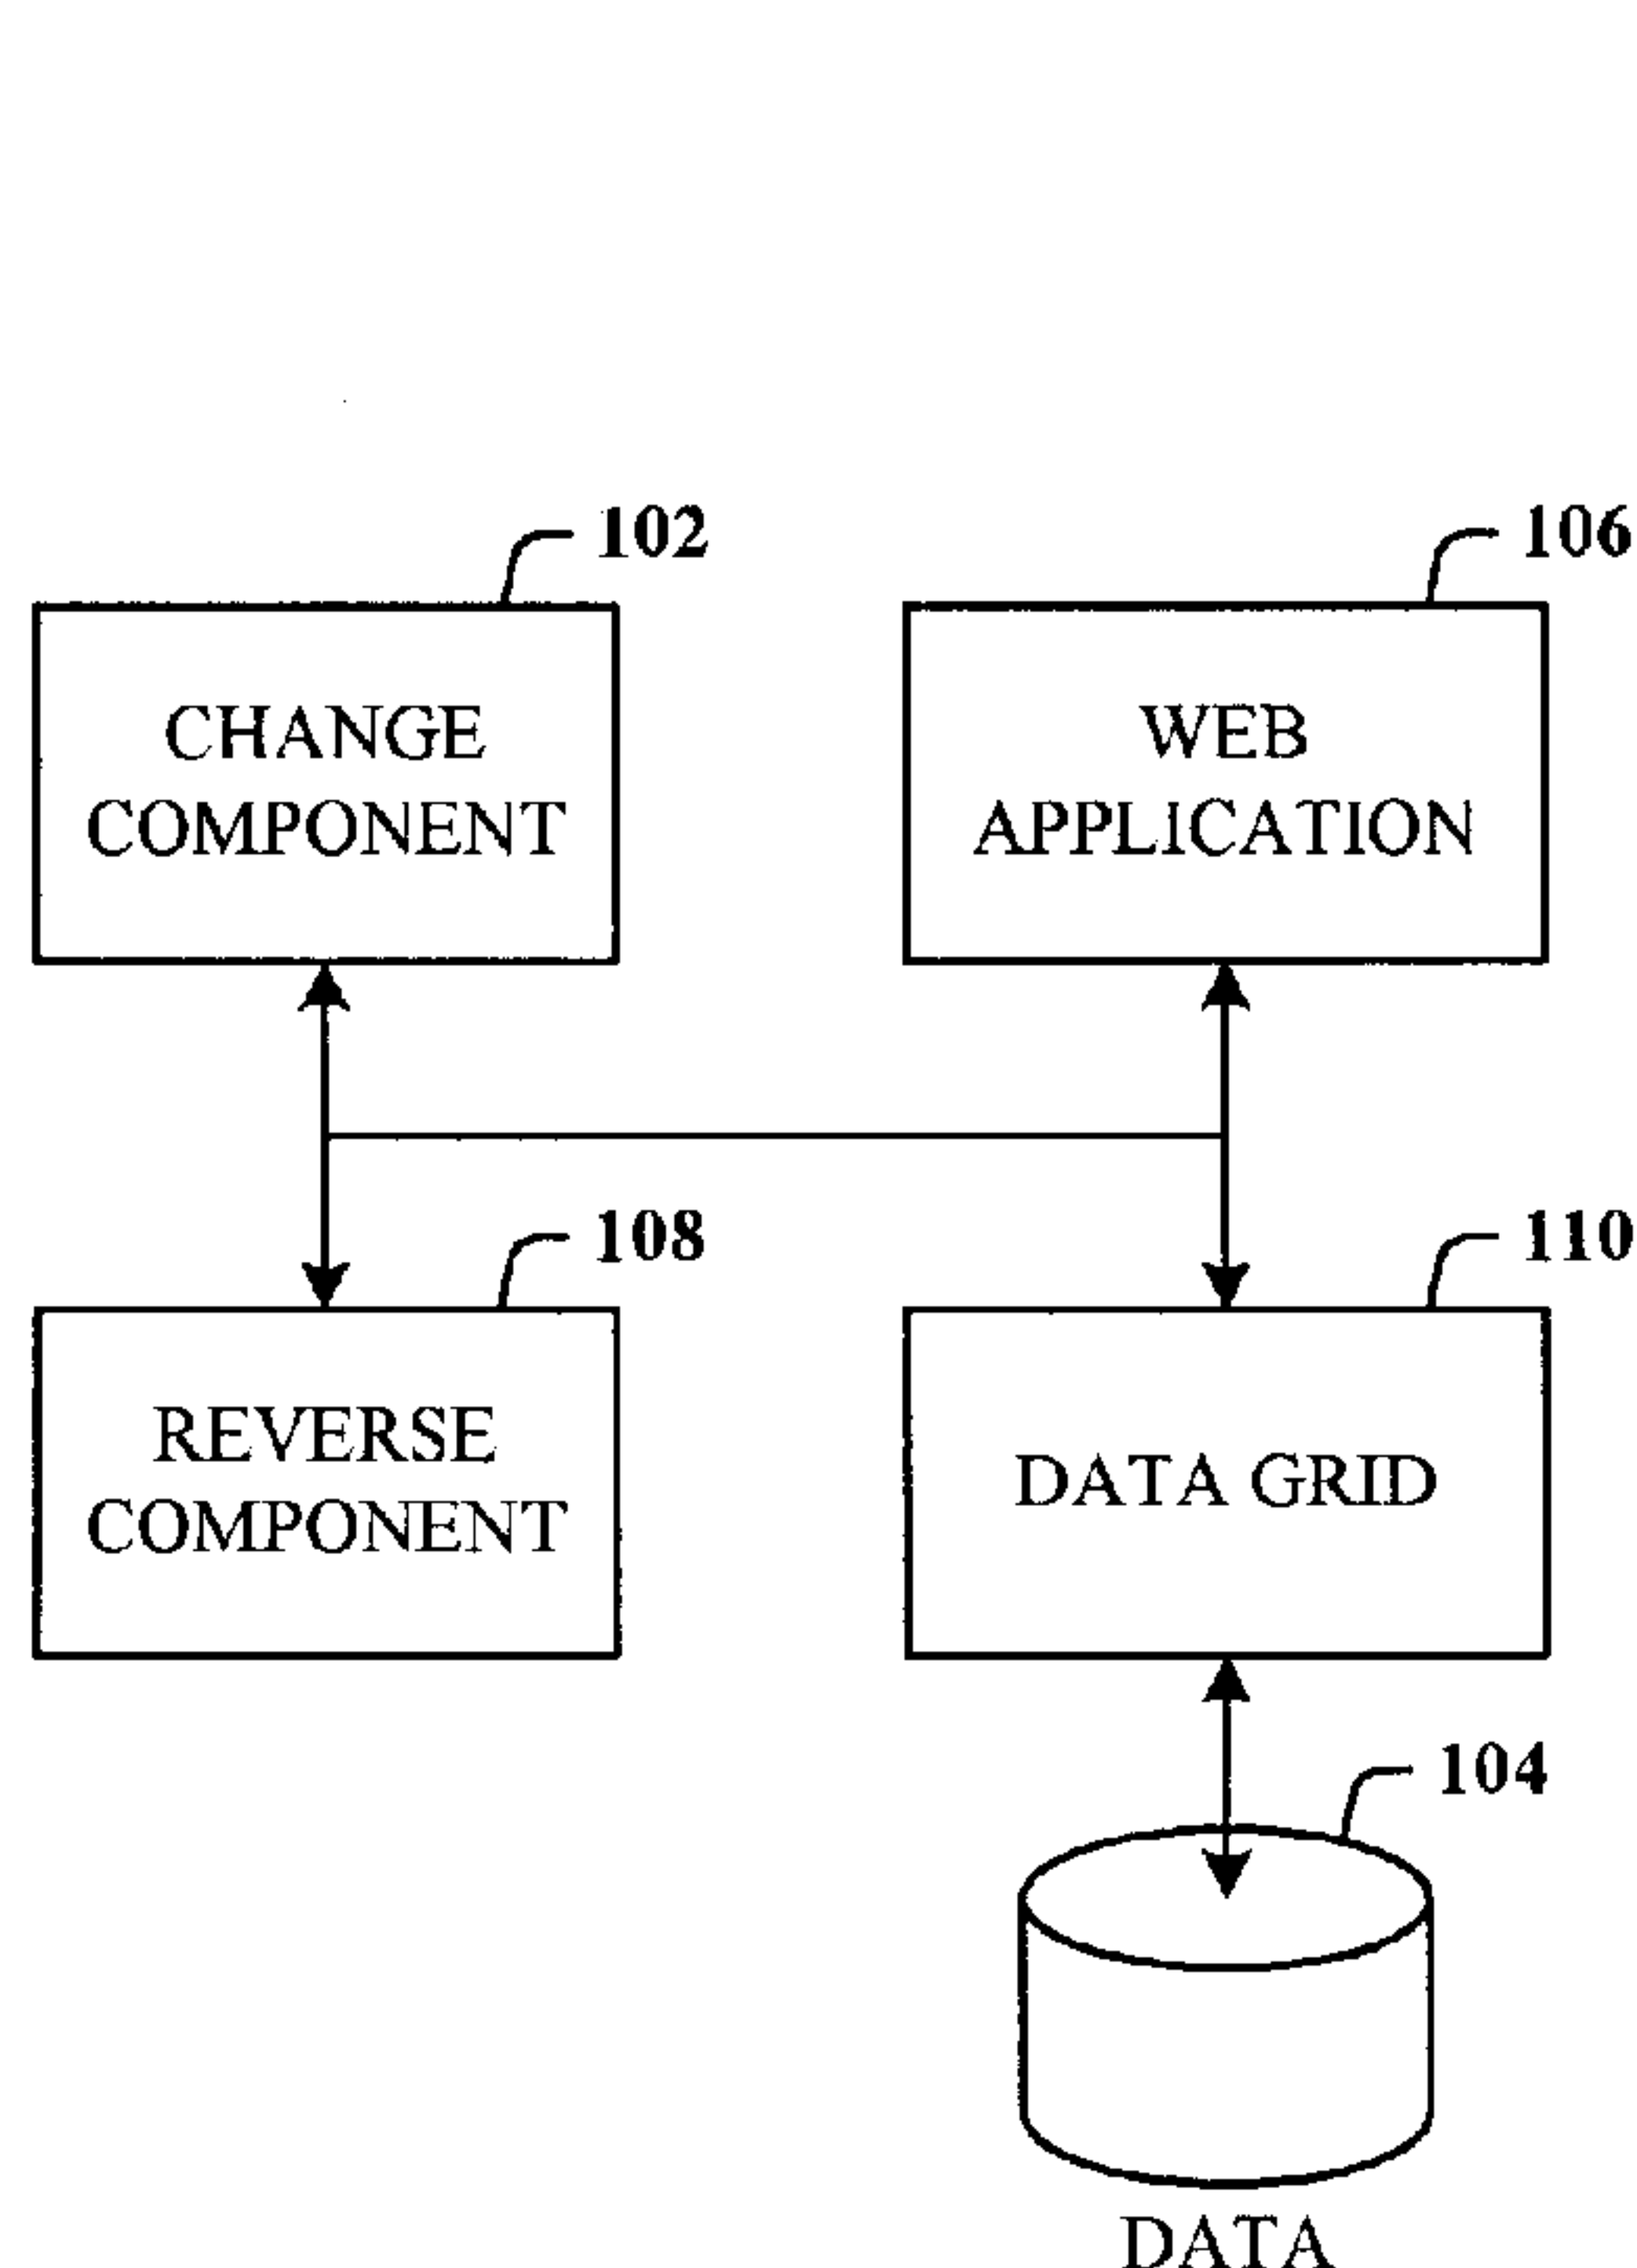 102
106
CHANGE
COMPONENT
WEB
APPLICATION
108
110
REVERSE
COMPONENT
DATA GRID
104
DATA